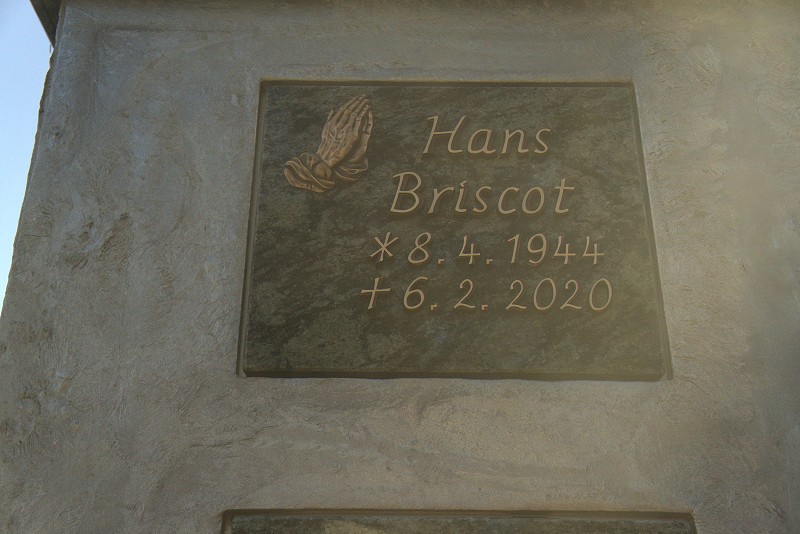 Hans
Briscot
* 8. 4. 1944
† 6. 2. 2020